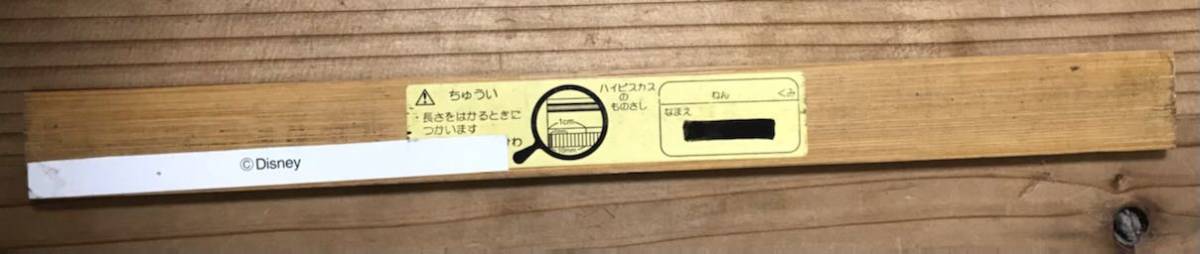 ちゅうい
・長さをはかるときに
つかいます
©Disney
1cm
ハイビスカス
の
ものさし
ねん くみ
なまえ